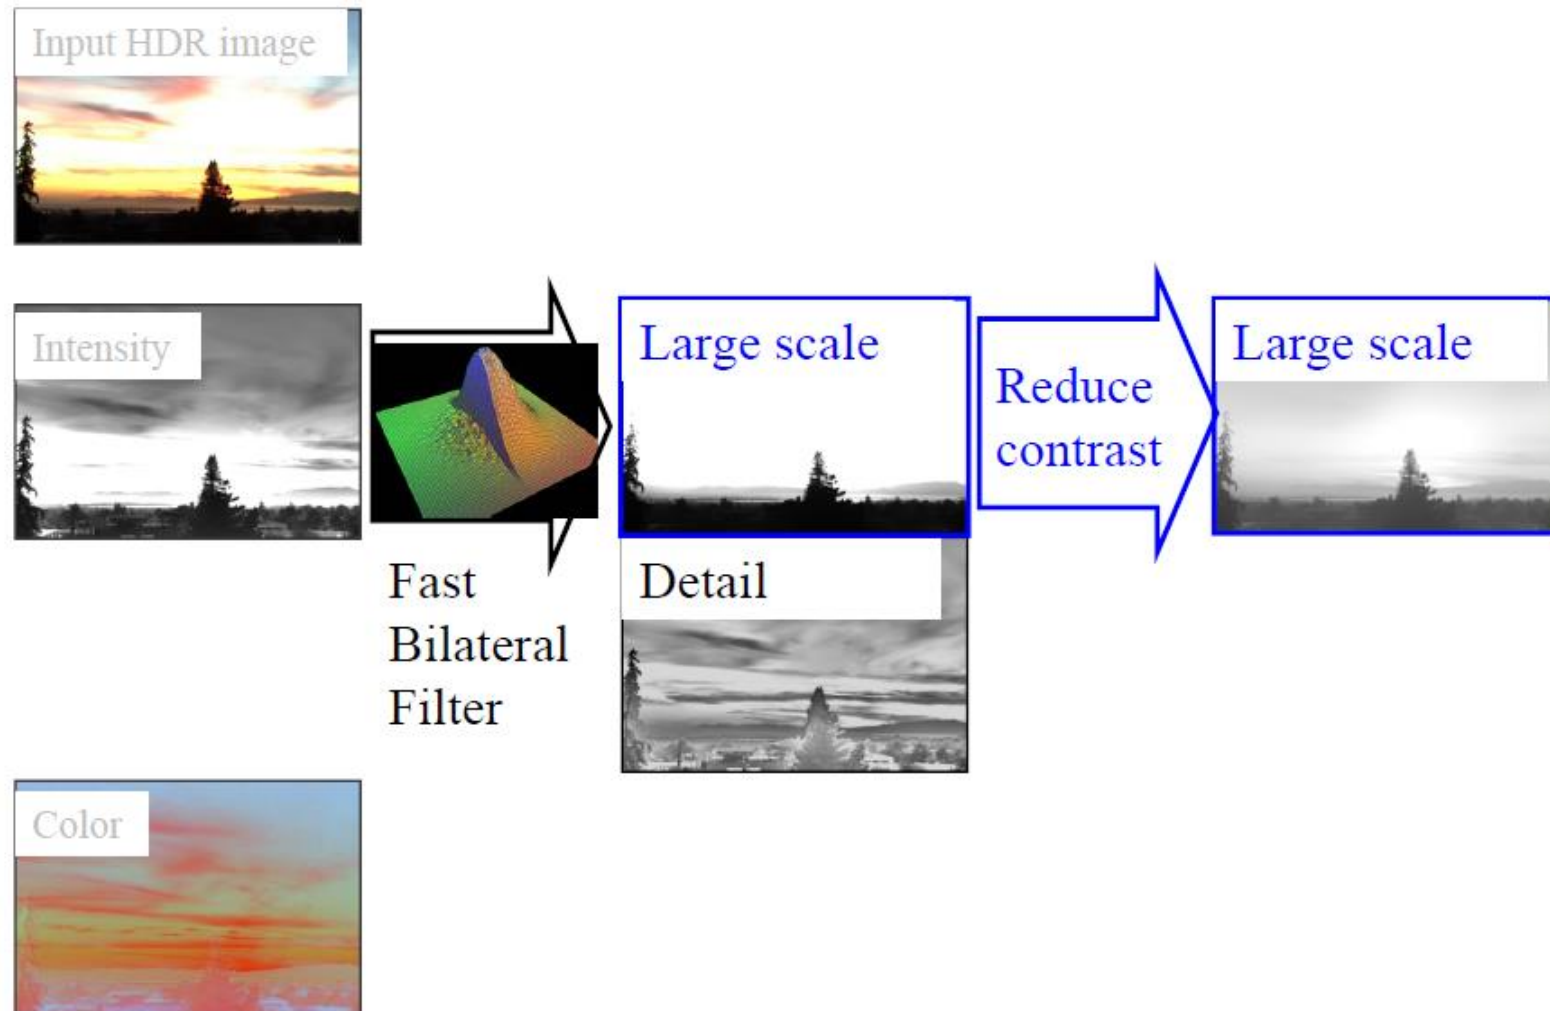 Input HDR image
Intensity
Large scale
Reduce
contrast
Large scale
Fast
Bilateral
Filter
Detail
Color